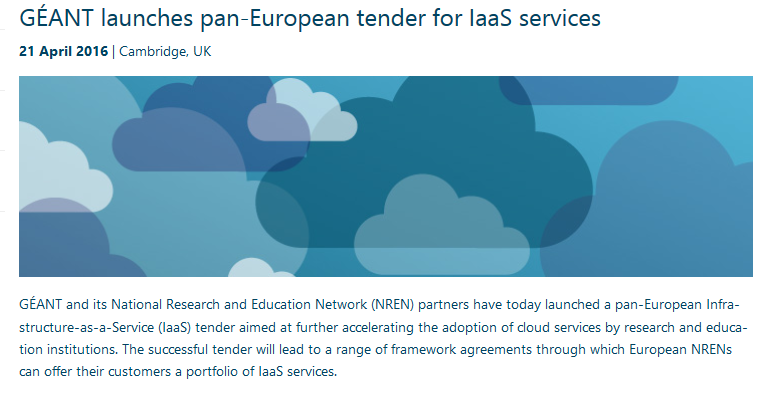 GÉANT launches pan-European tender for IaaS services
21 April 2016 | Cambridge, UK
GÉANT and its National Research and Education Network (NREN) partners have today launched a pan-European Infra-
structure-as-a-Service (IaaS) tender aimed at further accelerating the adoption of cloud services by research and educa-
tion institutions. The successful tender will lead to a range of framework agreements through which European NRENs
can offer their customers a portfolio of IaaS services.